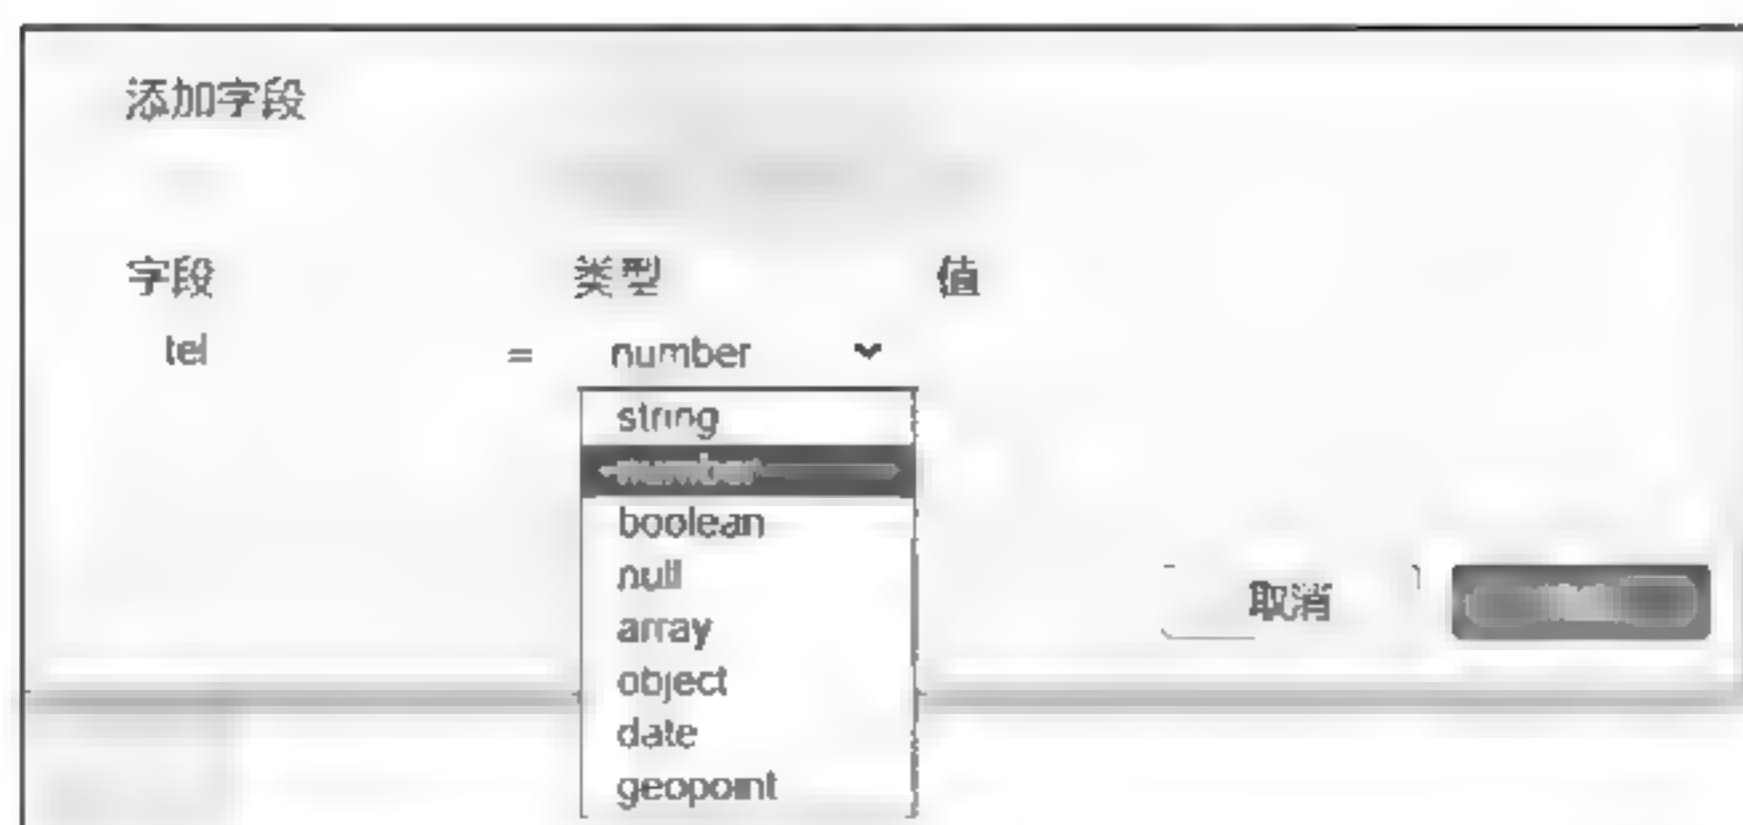 添加字段
字段 类型 值
tel = number
string
number
boolean
null
array
object
date
geopoint
取消